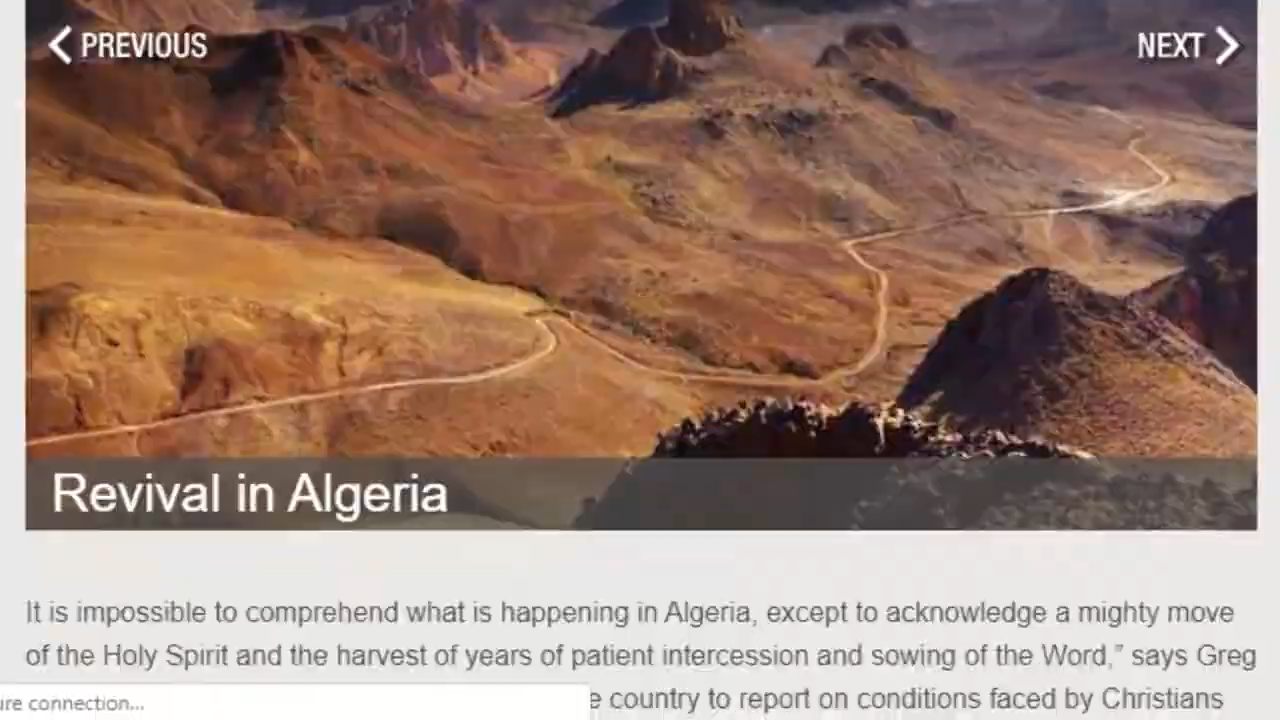 PREVIOUS
NEXT
Revival in Algeria
It is impossible to comprehend what is happening in Algeria, except to acknowledge a mighty move
of the Holy Spirit and the harvest of years of patient intercession and sowing of the Word,” says Greg
country to report on conditions faced by Christians
connection...